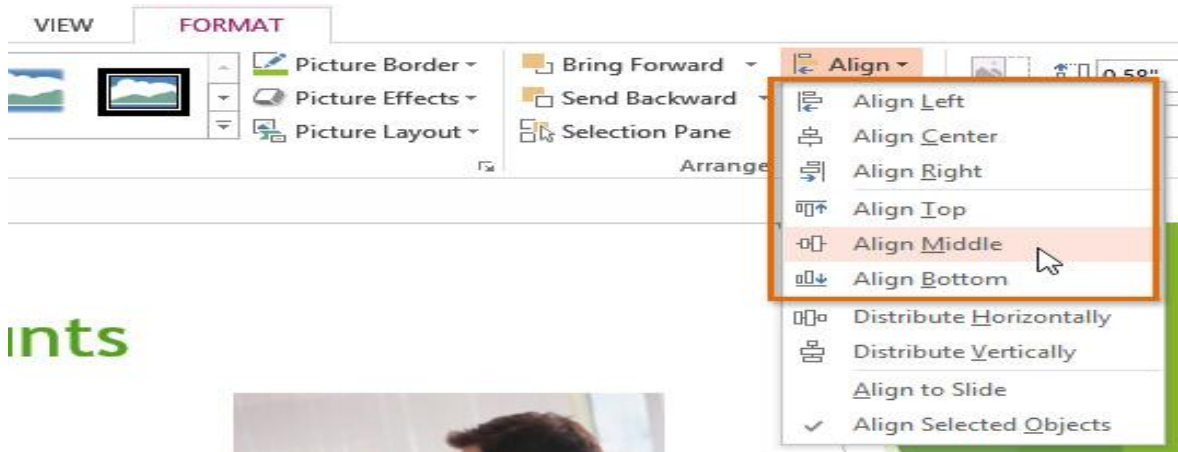 VIEW FORMAT
Picture Border
Bring Forward
Align
0.58"
Picture Effects
Send Backward
Align Left
Picture Layout
Selection Pane
Align Center
Arrange
Align Right
Align Top
Align Middle
Align Bottom
Distribute Horizontally
Distribute Vertically
Align to Slide
Align Selected Objects